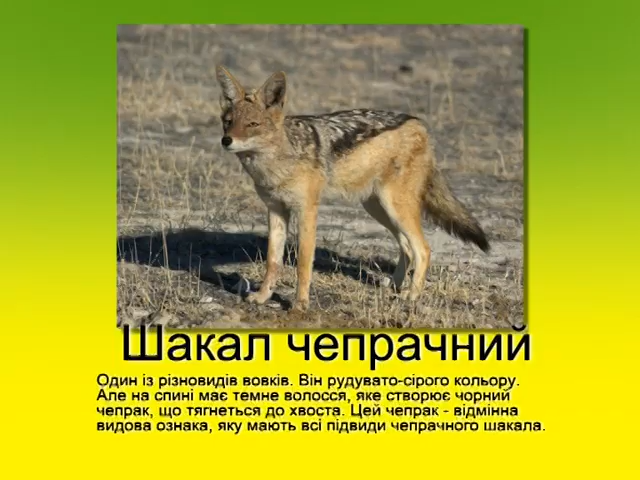 Шакал чепрачний
Один із різновидів вовків. Він рудувато-сірого кольору.
Але на спині має темне волосся, яке створює чорний
чепрак, що тягнеться до хвоста. Цей чепрак - відмінна
видова ознака, яку мають всі підвиди чепрачного шакала.